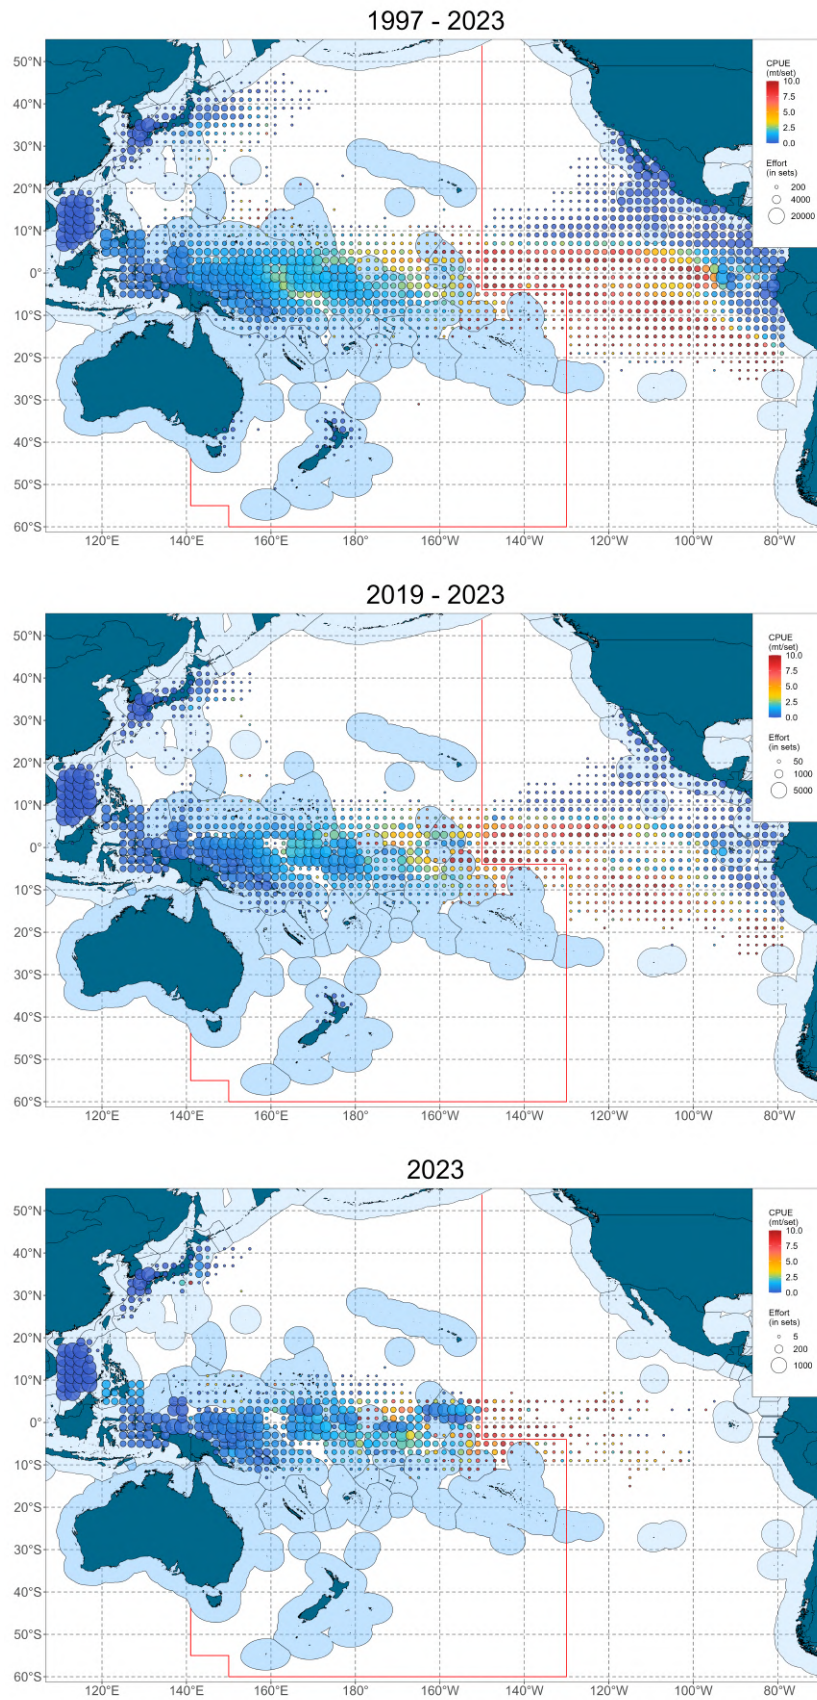 1997 - 2023
50°N
40°N
30°N
20°N
10°N
0°
10°S
20°S
30°S
40°S
50°S
60°S
120°E
140°E
160°E
180°
160°W
140°W
120°W
100°W
80°W
CPUE
(mt/set)
10.0
7.5
5.0
2.5
0.0
Effort
(in sets)
200
4000
20000
2019 - 2023
50°N
40°N
30°N
20°N
10°N
0°
10°S
20°S
30°S
40°S
50°S
60°S
120°E
140°E
160°E
180°
160°W
140°W
120°W
100°W
80°W
CPUE
(mt/set)
10.0
7.5
5.0
2.5
0.0
Effort
(in sets)
50
1000
5000
2023
50°N
40°N
30°N
20°N
10°N
0°
10°S
20°S
30°S
40°S
50°S
60°S
120°E
140°E
160°E
180°
160°W
140°W
120°W
100°W
80°W
CPUE
(mt/set)
10.0
7.5
5.0
2.5
0.0
Effort
(in sets)
5
200
1000